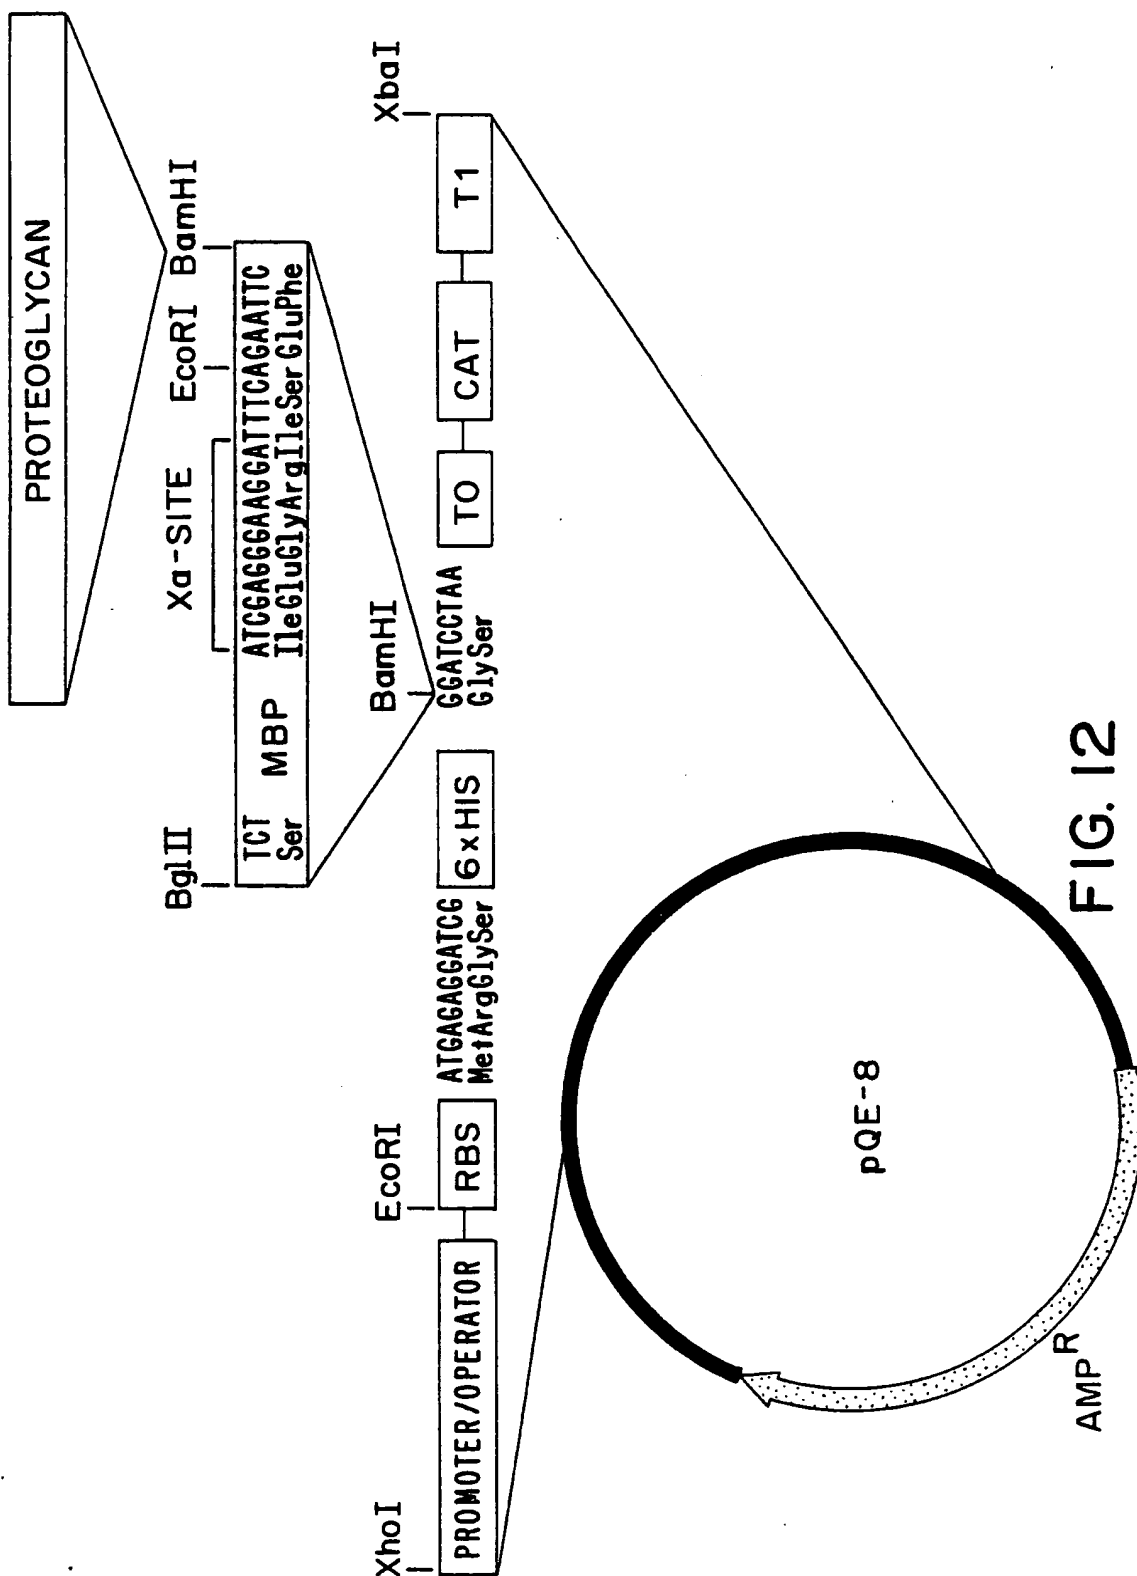 PROTEOGLYCAN
BglII
Xa-SITE
EcoRI
BamHI
TCT MBP ATCGAGGGAAGGATTTCAGAATTC
Ser IleGluGlyArgIleSerGluPhe
XhoI
EcoRI
BamHI
XbaI
PROMOTER/OPERATOR
RBS
ATGAGAGGATCG
MetArgGlySer
6xHIS
GGATCCTAA
GlySer
TO
CAT
T1
pQE-8
AMP R
FIG. 12